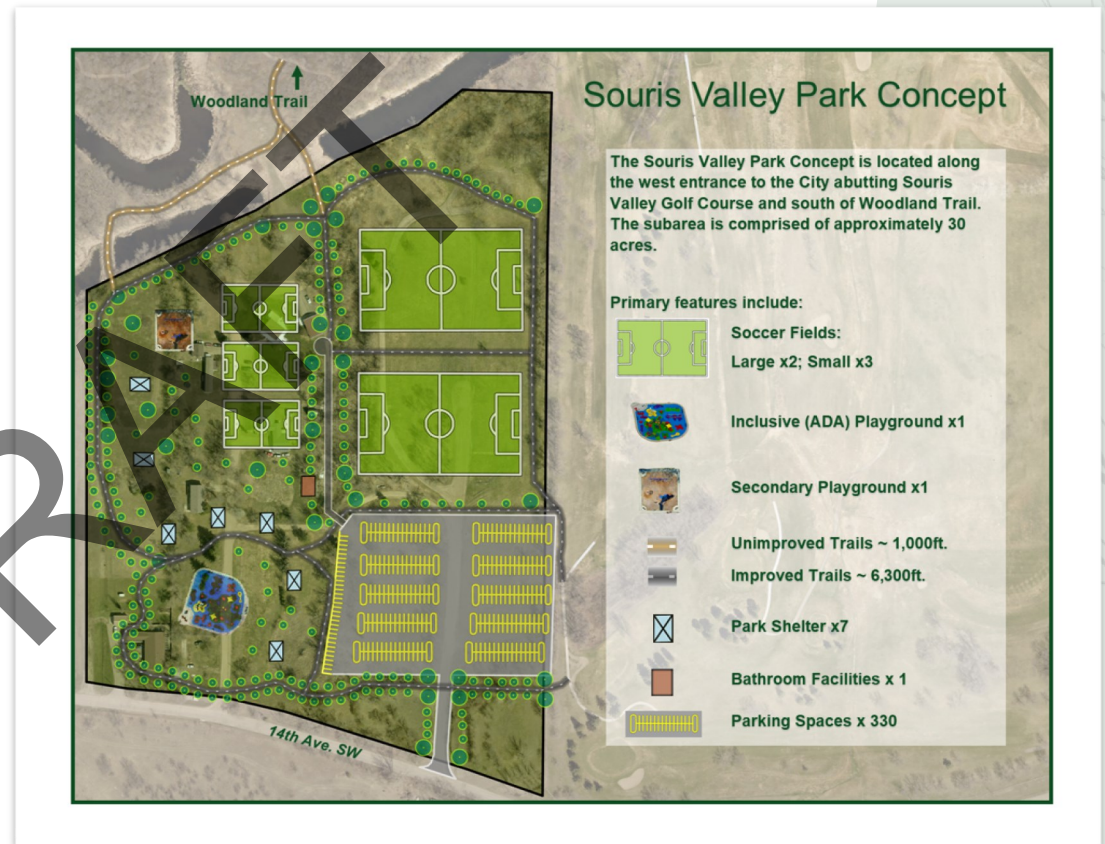 Woodland Trail
Souris Valley Park Concept
The Souris Valley Park Concept is located along
the west entrance to the City abutting Souris
Valley Golf Course and south of Woodland Trail.
The subarea is comprised of approximately 30
acres.
Primary features include:
Soccer Fields:
Large x2; Small x3
Inclusive (ADA) Playground x1
Secondary Playground x1
Unimproved Trails ~ 1,000ft.
Improved Trails ~ 6,300ft.
Park Shelter x7
Bathroom Facilities x 1
Parking Spaces x 330
14th Ave. SW
RAFT